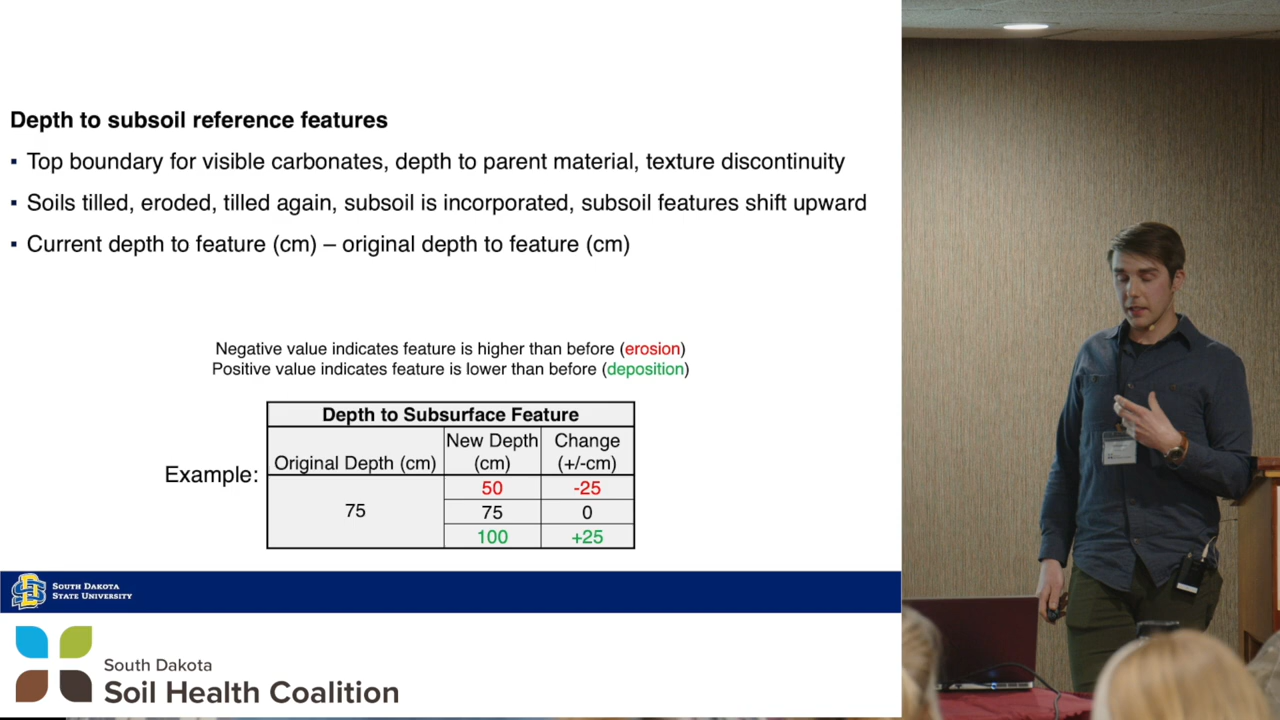 Depth to subsoil reference features
▪ Top boundary for visible carbonates, depth to parent material, texture discontinuity
▪ Soils tilled, eroded, tilled again, subsoil is incorporated, subsoil features shift upward
▪ Current depth to feature (cm) – original depth to feature (cm)
Negative value indicates feature is higher than before (erosion)
Positive value indicates feature is lower than before (deposition)
Example:
Depth to Subsurface Feature
Original Depth (cm)
New Depth
(cm)
Change
(+/-cm)
75
50
-25
75
0
100
+25
South Dakota
State University
South Dakota
Soil Health Coalition